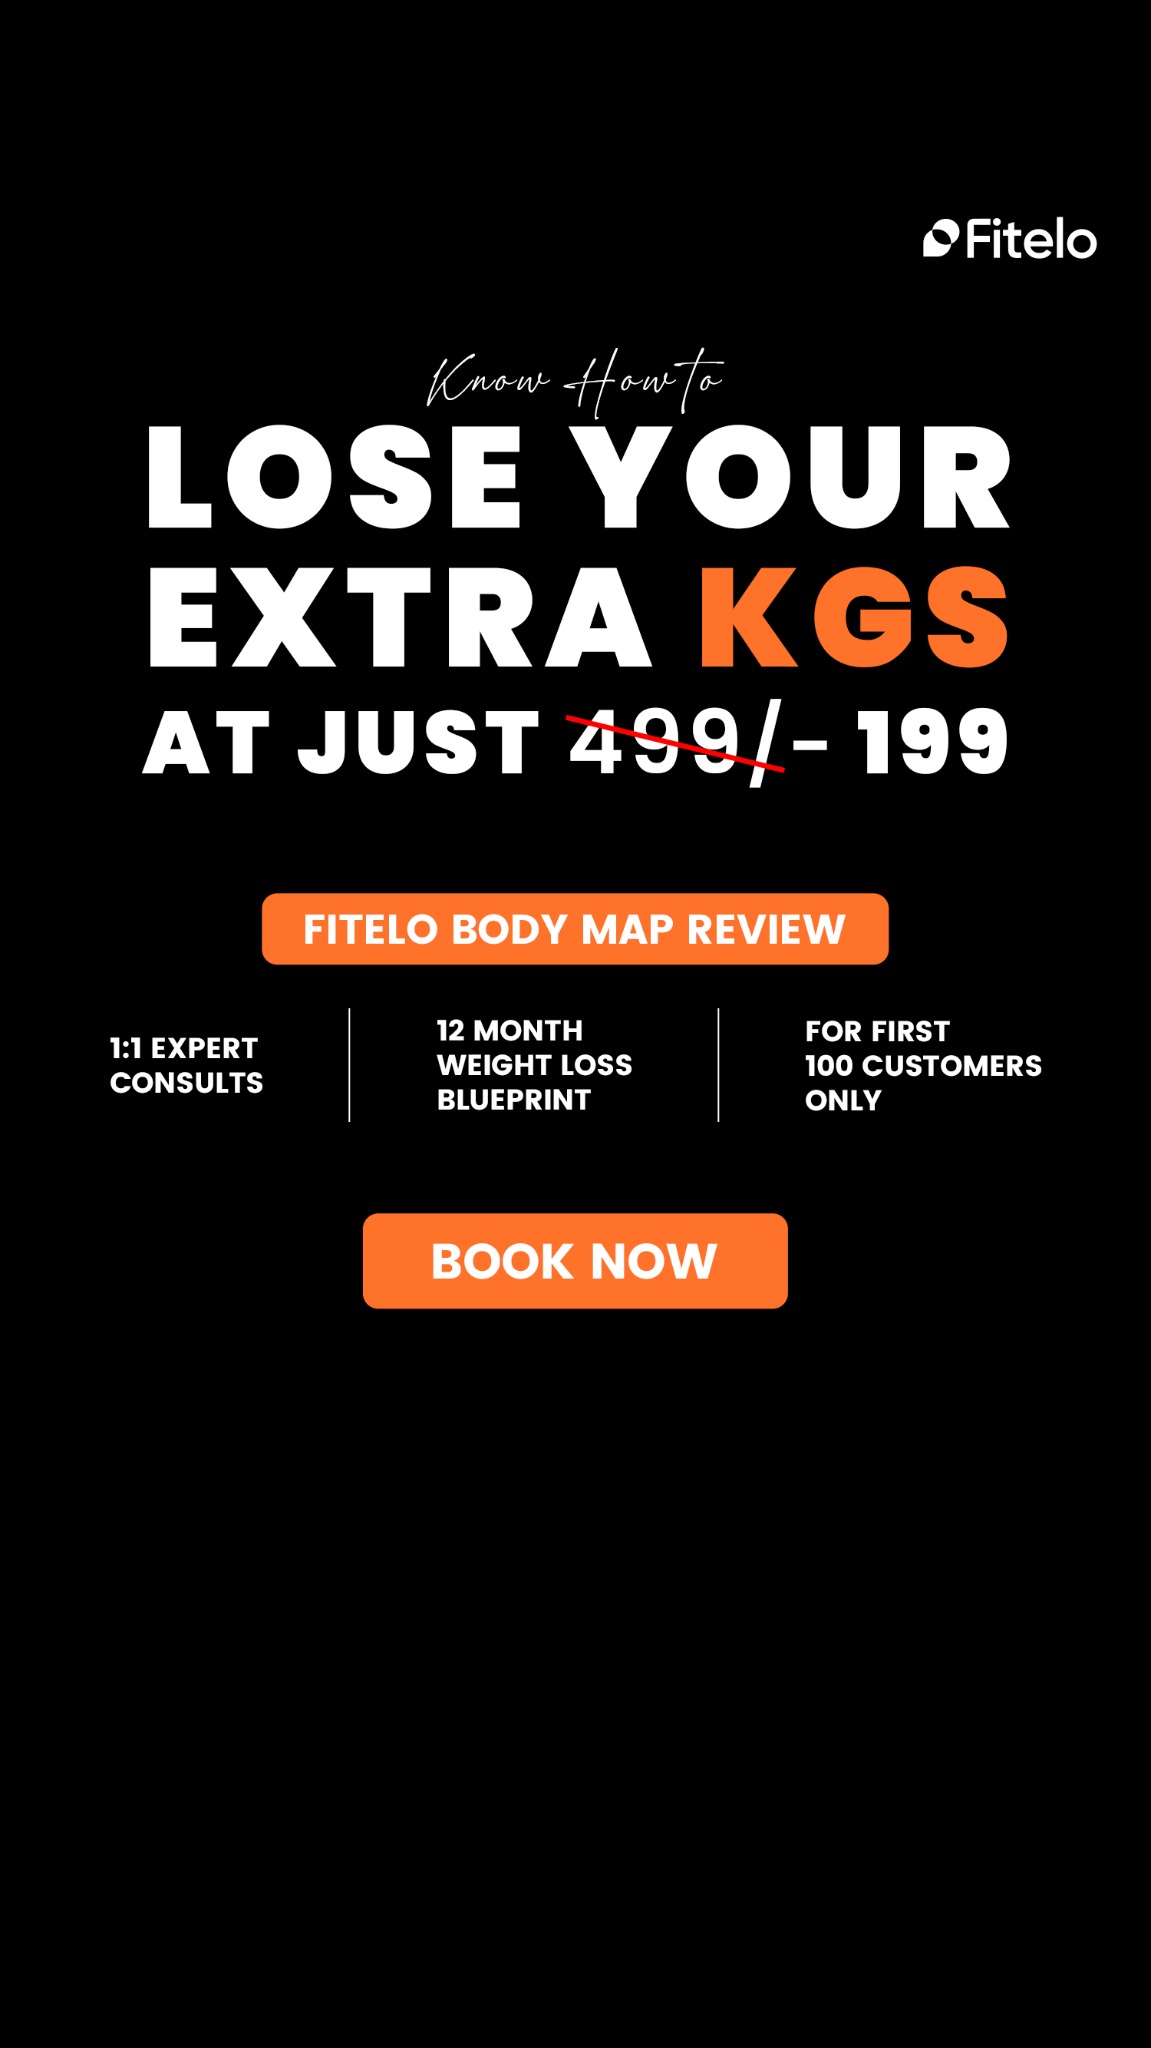 Fitelo
Know How to
LOSE YOUR
EXTRA KGS
AT JUST 499/- 199
FITELO BODY MAP REVIEW
1:1 EXPERT
CONSULTS
12 MONTH
WEIGHT LOSS
BLUEPRINT
FOR FIRST
100 CUSTOMERS
ONLY
BOOK NOW